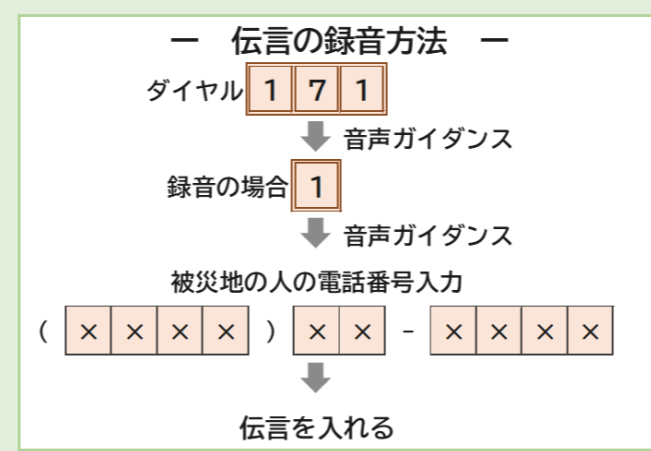 ー 伝言の録音方法 ー
ダイヤル 1 7 1
音声ガイダンス
録音の場合 1
音声ガイダンス
被災地の人の電話番号入力
( × × × × ) × × - × × × ×
伝言を入れる